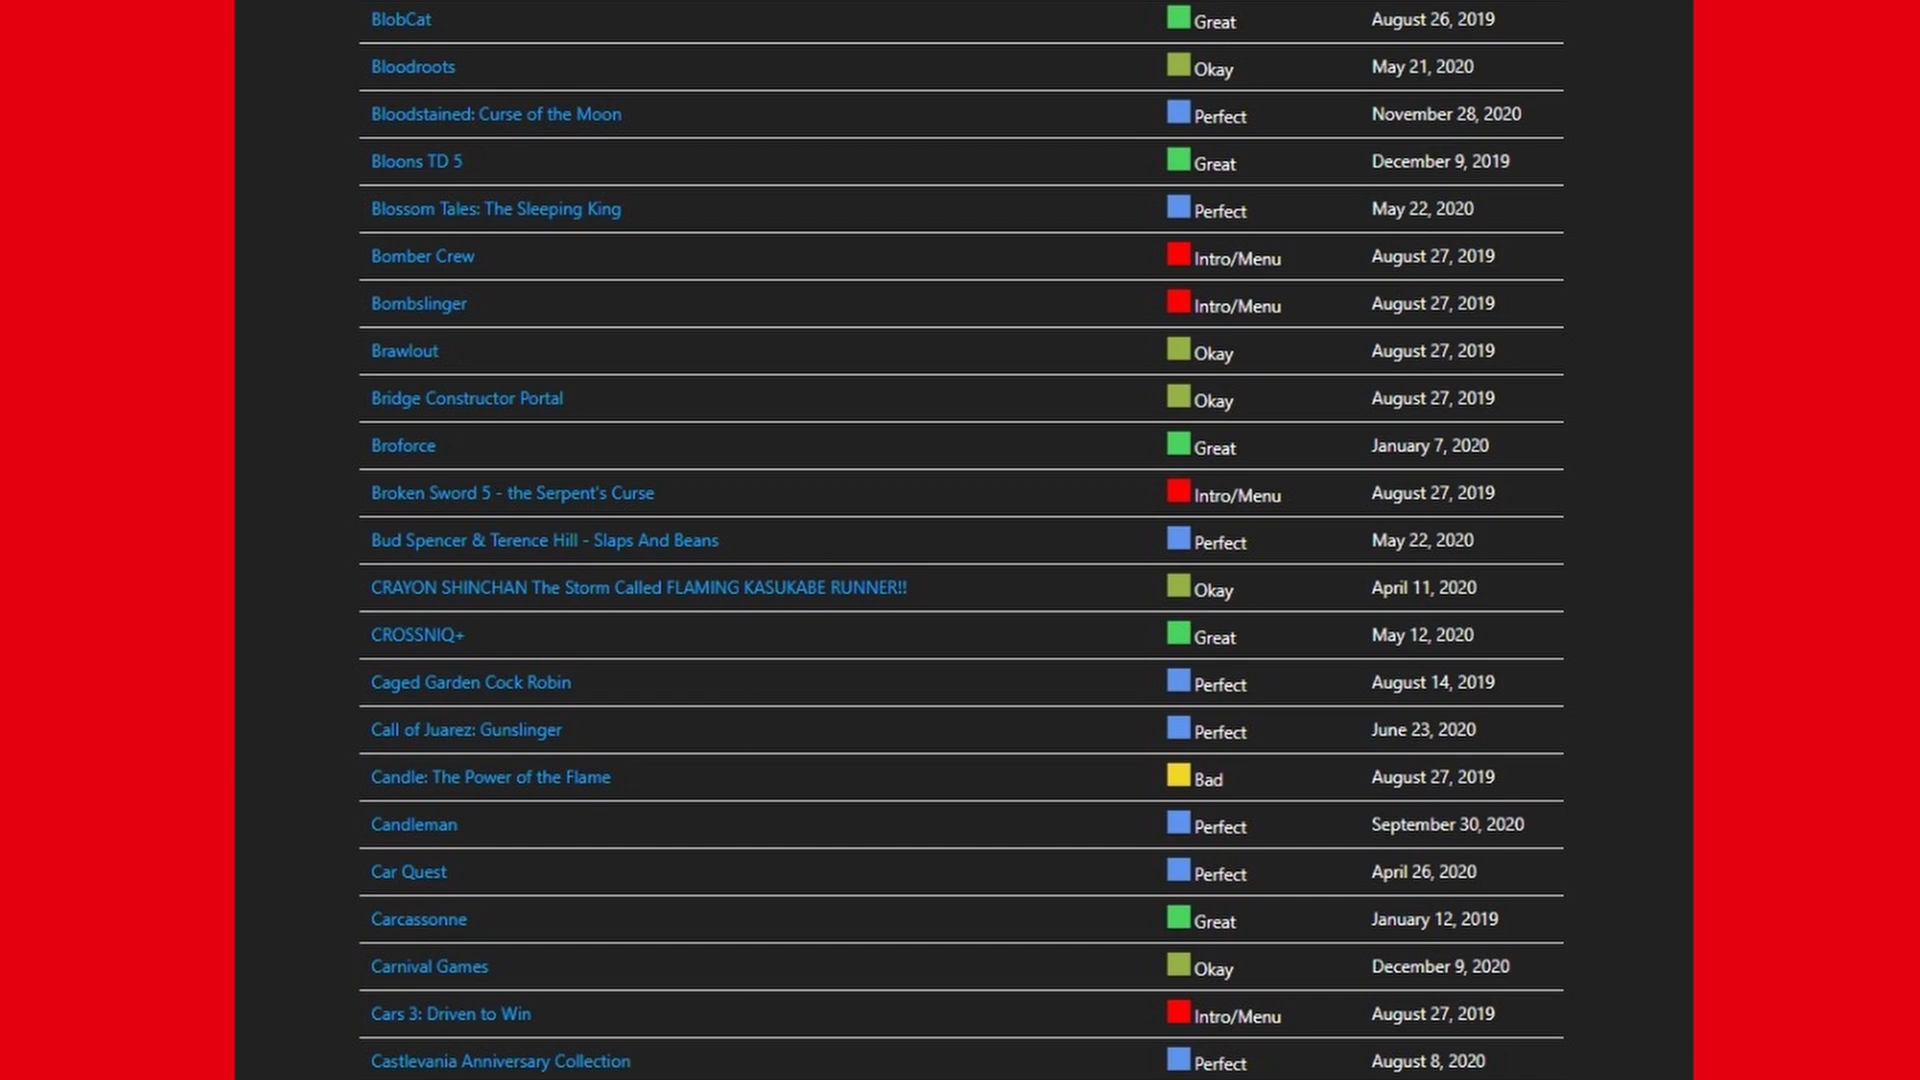 BlobCat Great August 26, 2019
Bloodroots Okay May 21, 2020
Bloodstained: Curse of the Moon Perfect November 28, 2020
Bloons TD 5 Great December 9, 2019
Blossom Tales: The Sleeping King Perfect May 22, 2020
Bomber Crew Intro/Menu August 27, 2019
Bombslinger Intro/Menu August 27, 2019
Brawlout Okay August 27, 2019
Bridge Constructor Portal Okay August 27, 2019
Broforce Great January 7, 2020
Broken Sword 5 - the Serpent's Curse Intro/Menu August 27, 2019
Bud Spencer & Terence Hill - Slaps And Beans Perfect May 22, 2020
CRAYON SHINCHAN The Storm Called FLAMING KASUKABE RUNNER!! Okay April 11, 2020
CROSSNIQ+ Great May 12, 2020
Caged Garden Cock Robin Perfect August 14, 2019
Call of Juarez: Gunslinger Perfect June 23, 2020
Candle: The Power of the Flame Bad August 27, 2019
Candleman Perfect September 30, 2020
Car Quest Perfect April 26, 2020
Carcassonne Great January 12, 2019
Carnival Games Okay December 9, 2020
Cars 3: Driven to Win Intro/Menu August 27, 2019
Castlevania Anniversary Collection Perfect August 8, 2020